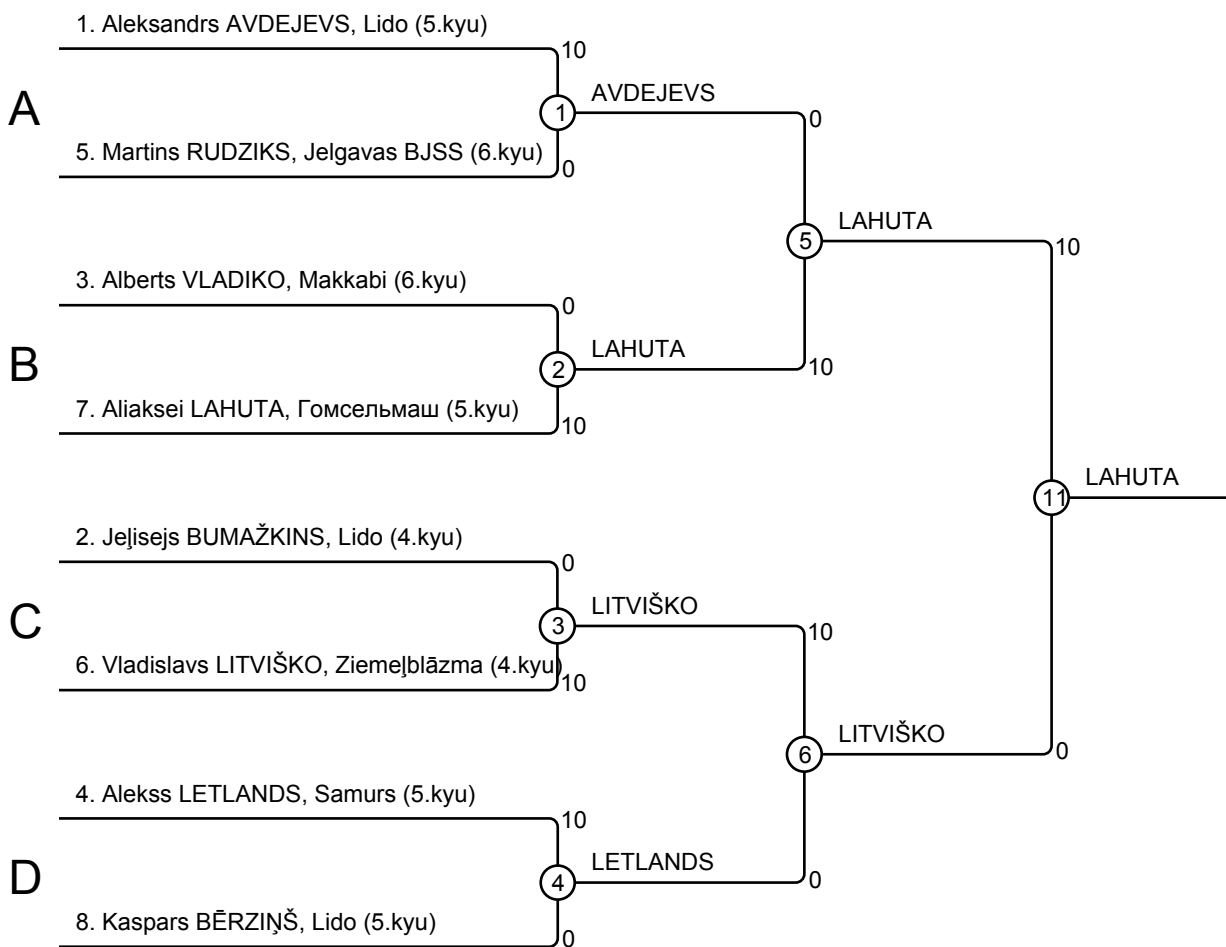 1. Aleksandrs AVDEJEVS, Lido (5.kyu)
10
A
1
AVDEJEVS
0
5. Martins RUDZIKS, Jelgavas BJSS (6.kyu)
0
5
LAHUTA
10
3. Alberts VLADIKO, Makkabi (6.kyu)
0
B
2
LAHUTA
10
7. Aliaksei LAHUTA, Гомсельмаш (5.kyu)
10
11
LAHUTA
2. Jeļisejs BUMAŽKINS, Lido (4.kyu)
0
C
3
LITVIŠKO
10
6. Vladislavs LITVIŠKO, Ziemeļblāzma (4.kyu)
10
6
LITVIŠKO
0
4. Alekss LETLANDS, Samurs (5.kyu)
10
D
4
LETLANDS
0
8. Kaspars BĒRZIŅŠ, Lido (5.kyu)
0